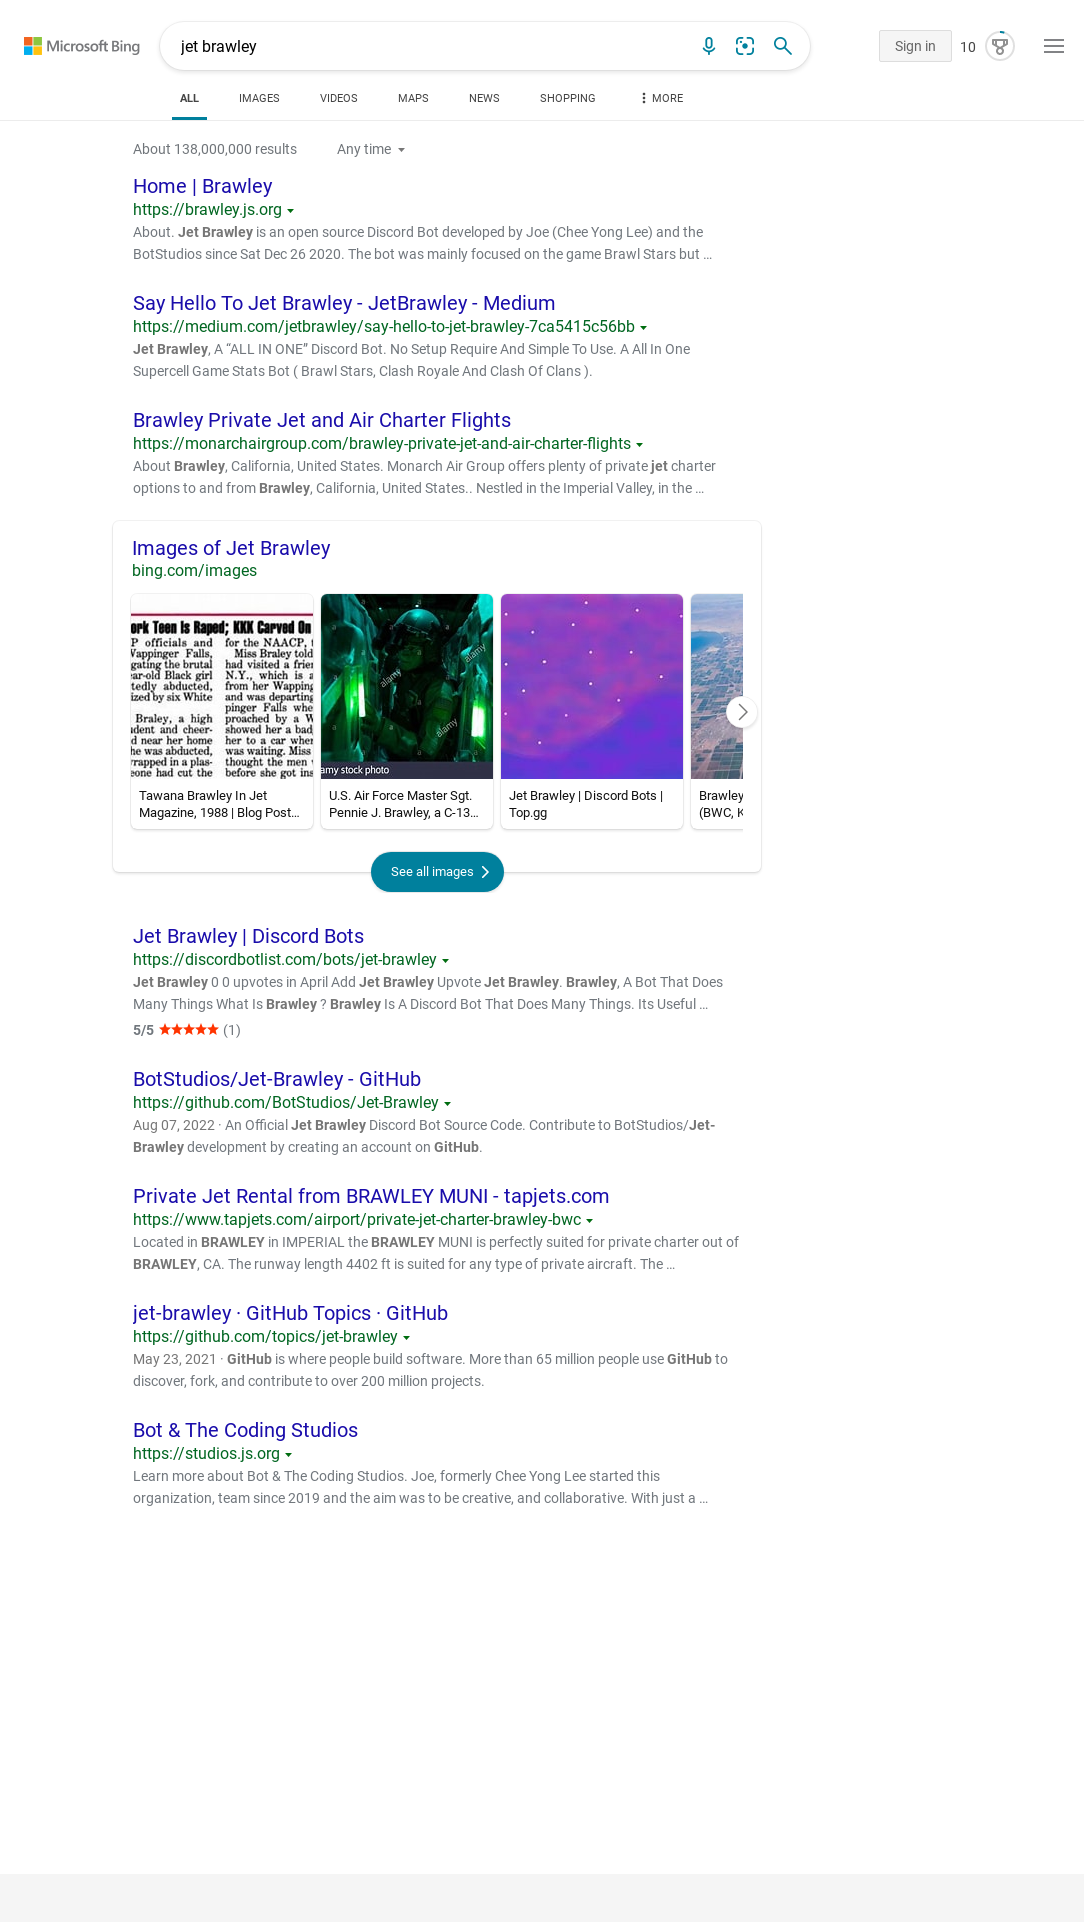 Microsoft Bing
jet brawley
Sign in
10
ALL
IMAGES
VIDEOS
MAPS
NEWS
SHOPPING
MORE
About 138,000,000 results
Any time
Home | Brawley
https://brawley.js.org
About. Jet Brawley is an open source Discord Bot developed by Joe (Chee Yong Lee) and the
BotStudios since Sat Dec 26 2020. The bot was mainly focused on the game Brawl Stars but ...
Say Hello To Jet Brawley - JetBrawley - Medium
https://medium.com/jetbrawley/say-hello-to-jet-brawley-7ca5415c56bb
Jet Brawley, A “ALL IN ONE” Discord Bot. No Setup Require And Simple To Use. A All In One
Supercell Game Stats Bot ( Brawl Stars, Clash Royale And Clash Of Clans ).
Brawley Private Jet and Air Charter Flights
https://monarchairgroup.com/brawley-private-jet-and-air-charter-flights
About Brawley, California, United States. Monarch Air Group offers plenty of private jet charter
options to and from Brawley, California, United States.. Nestled in the Imperial Valley, in the ...
Images of Jet Brawley
bing.com/images
ork Teen Is Raped; KKK Carved On
P officials and
Wappinger Falls,
gating the brutal
ear-old Black girl
tedly abducted,
ized by six White
Braley, a high
udent and cheer-
d near her home
he was abducted,
wrapped in a plas-
eone had cut the
for the NAACP, t
Miss Braley told
had visited a frien
N.Y., which is a
from her Wapping
and was departing
pinger Falls whe
proached by a W
showed her a bad
her to a car when
was waiting. Miss
thought the men w
before she got ins
alamy
alamy
alamy
amy stock photo
Tawana Brawley In Jet
Magazine, 1988 | Blog Post...
U.S. Air Force Master Sgt.
Pennie J. Brawley, a C-13...
Jet Brawley | Discord Bots |
Top.gg
Brawley
(BWC, K
See all images
Jet Brawley | Discord Bots
https://discordbotlist.com/bots/jet-brawley
Jet Brawley 0 0 upvotes in April Add Jet Brawley Upvote Jet Brawley. Brawley, A Bot That Does
Many Things What Is Brawley ? Brawley Is A Discord Bot That Does Many Things. Its Useful ...
5/5 ★★★★★ (1)
BotStudios/Jet-Brawley - GitHub
https://github.com/BotStudios/Jet-Brawley
Aug 07, 2022 · An Official Jet Brawley Discord Bot Source Code. Contribute to BotStudios/Jet-
Brawley development by creating an account on GitHub.
Private Jet Rental from BRAWLEY MUNI - tapjets.com
https://www.tapjets.com/airport/private-jet-charter-brawley-bwc
Located in BRAWLEY in IMPERIAL the BRAWLEY MUNI is perfectly suited for private charter out of
BRAWLEY, CA. The runway length 4402 ft is suited for any type of private aircraft. The ...
jet-brawley · GitHub Topics · GitHub
https://github.com/topics/jet-brawley
May 23, 2021 · GitHub is where people build software. More than 65 million people use GitHub to
discover, fork, and contribute to over 200 million projects.
Bot & The Coding Studios
https://studios.js.org
Learn more about Bot & The Coding Studios. Joe, formerly Chee Yong Lee started this
organization, team since 2019 and the aim was to be creative, and collaborative. With just a ...